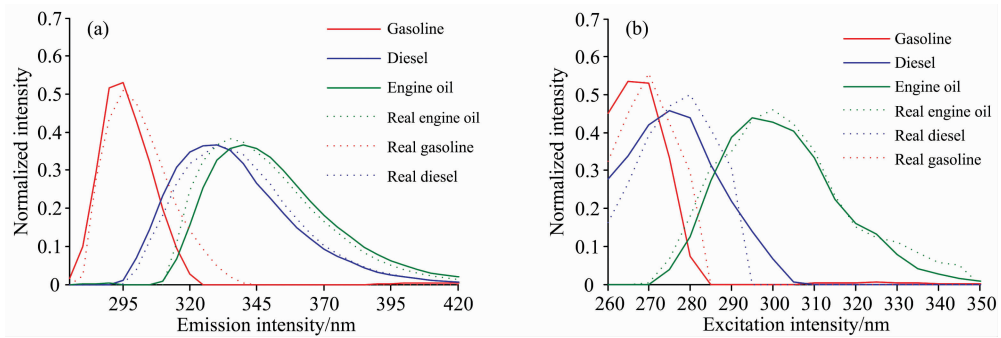 (a)
Normalized intensity
0.7
0.6
0.5
0.4
0.3
0.2
0.1
0
295
320
345
370
395
420
Emission intensity/nm
Gasoline
Diesel
Engine oil
Real engine oil
Real gasoline
Real diesel
(b)
Normalized intensity
0.7
0.6
0.5
0.4
0.3
0.2
0.1
0
260
270
280
290
300
310
320
330
340
350
Excitation intensity/nm
Gasoline
Diesel
Engine oil
Real engine oil
Real diesel
Real gasoline